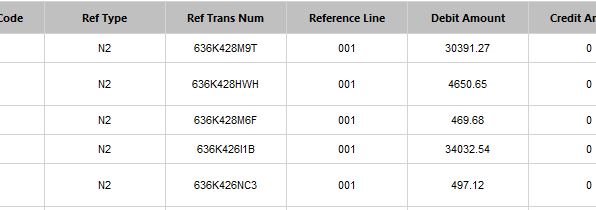 Code Ref Type Ref Trans Num Reference Line Debit Amount Credit Am
N2 636K428M9T 001 30391.27 0
N2 636K428HWH 001 4650.65 0
N2 636K428M6F 001 469.68 0
N2 636K426I1B 001 34032.54 0
N2 636K426NC3 001 497.12 0